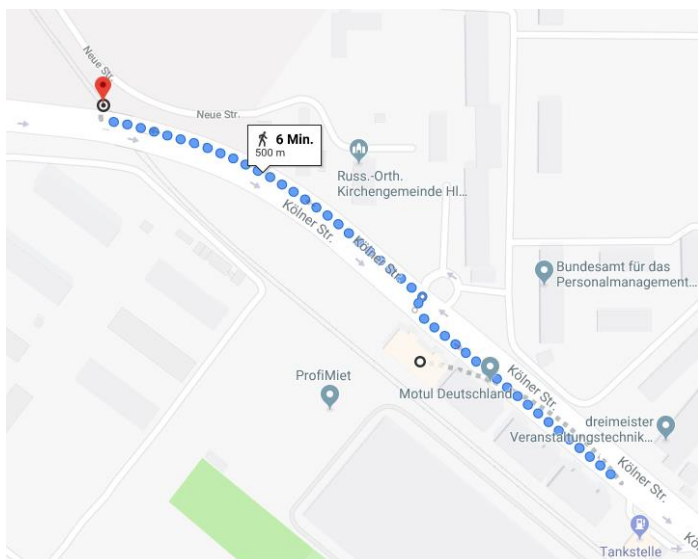 Neue Str.
Neue Str.
6 Min.
500 m
Russ.-Orth.
Kirchengemeinde Hl...
Kölner Str.
Kölner Str.
Bundesamt für das
Personalmanagement...
ProfiMiet
Motul Deutschland
Kölner Str.
dreimeister
Veranstaltungstechnik...
Kölner Str.
Tankstelle
Kö